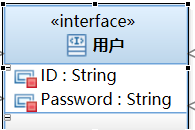 «interface»
用户
ID : String
Password : String